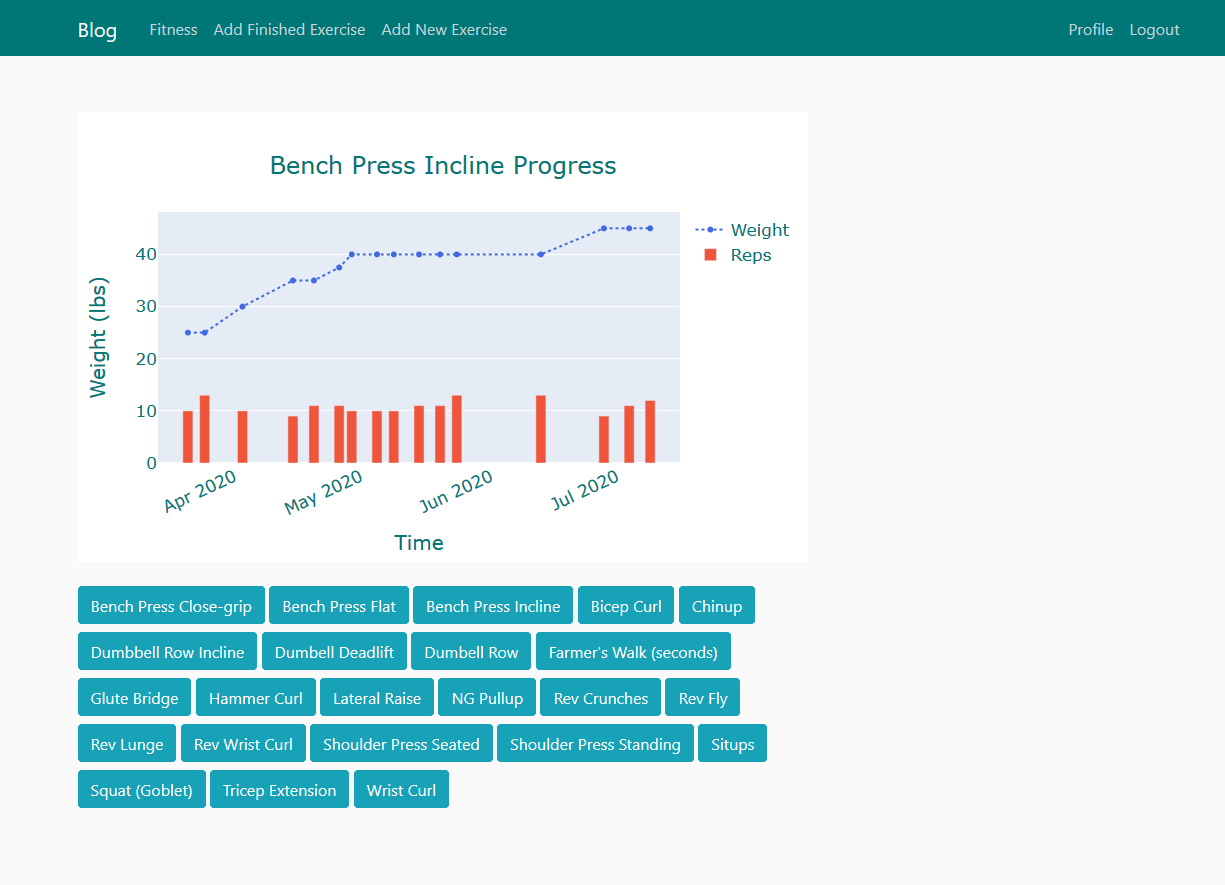 Blog Fitness Add Finished Exercise Add New Exercise Profile Logout
Bench Press Incline Progress
Weight
Reps
Weight (lbs)
40
30
20
10
0
Apr 2020 May 2020 Jun 2020 Jul 2020
Time
Bench Press Close-grip Bench Press Flat Bench Press Incline Bicep Curl Chinup
Dumbbell Row Incline Dumbell Deadlift Dumbell Row Farmer's Walk (seconds)
Glute Bridge Hammer Curl Lateral Raise NG Pullup Rev Crunches Rev Fly
Rev Lunge Rev Wrist Curl Shoulder Press Seated Shoulder Press Standing Situps
Squat (Goblet) Tricep Extension Wrist Curl